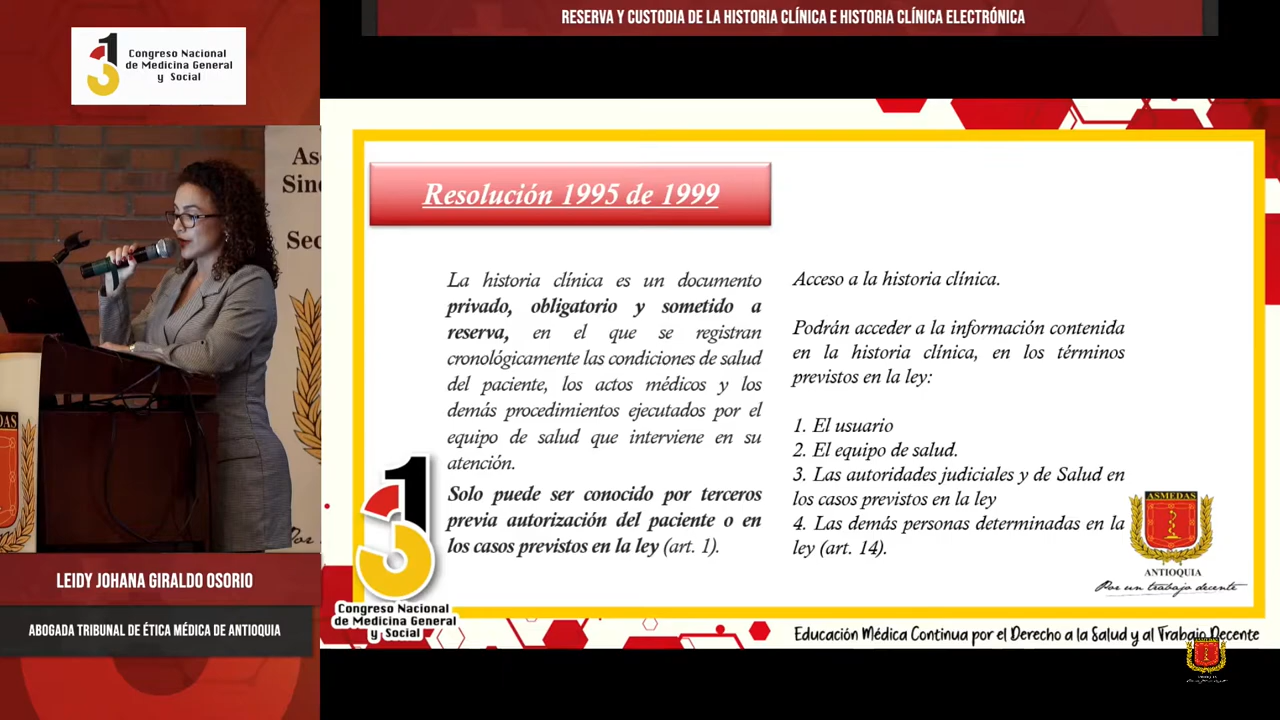 RESERVA Y CUSTODIA DE LA HISTORIA CLÍNICA E HISTORIA CLÍNICA ELECTRÓNICA
13
Congreso Nacional
de Medicina General
y Social
As
Sin
Sec
Resolución 1995 de 1999
La historia clínica es un documento
privado, obligatorio y sometido a
reserva, en el que se registran
cronológicamente las condiciones de salud
del paciente, los actos médicos y los
demás procedimientos ejecutados por el
equipo de salud que interviene en su
atención.
Solo puede ser conocido por terceros
previa autorización del paciente o en
los casos previstos en la ley (art. 1).
Acceso a la historia clínica.
Podrán acceder a la información contenida
en la historia clínica, en los términos
previstos en la ley:
1. El usuario
2. El equipo de salud.
3. Las autoridades judiciales y de Salud en
los casos previstos en la ley
4. Las demás personas determinadas en la
ley (art. 14).
ASMEDAS
ANTIOQUIA
Por un trabajo decente
13
Congreso Nacional
de Medicina General
y Social
Educación Médica Continua por el Derecho a la Salud y al Trabajo Decente
LEIDY JOHANA GIRALDO OSORIO
ABOGADA TRIBUNAL DE ÉTICA MÉDICA DE ANTIOQUIA